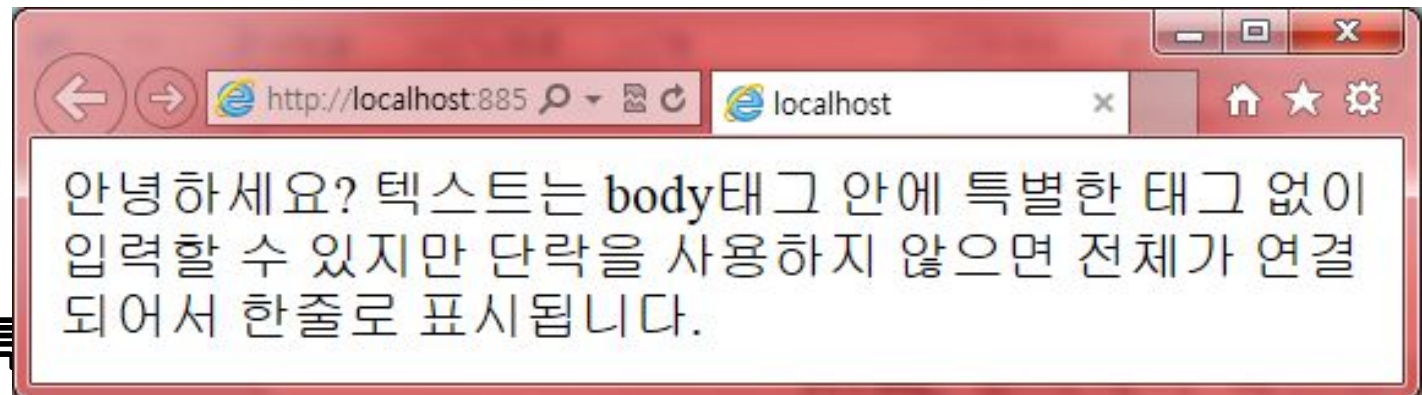 http://localhost:885
localhost
안녕하세요? 텍스트는 body태그 안에 특별한 태그 없이
입력할 수 있지만 단락을 사용하지 않으면 전체가 연결
되어서 한줄로 표시됩니다.